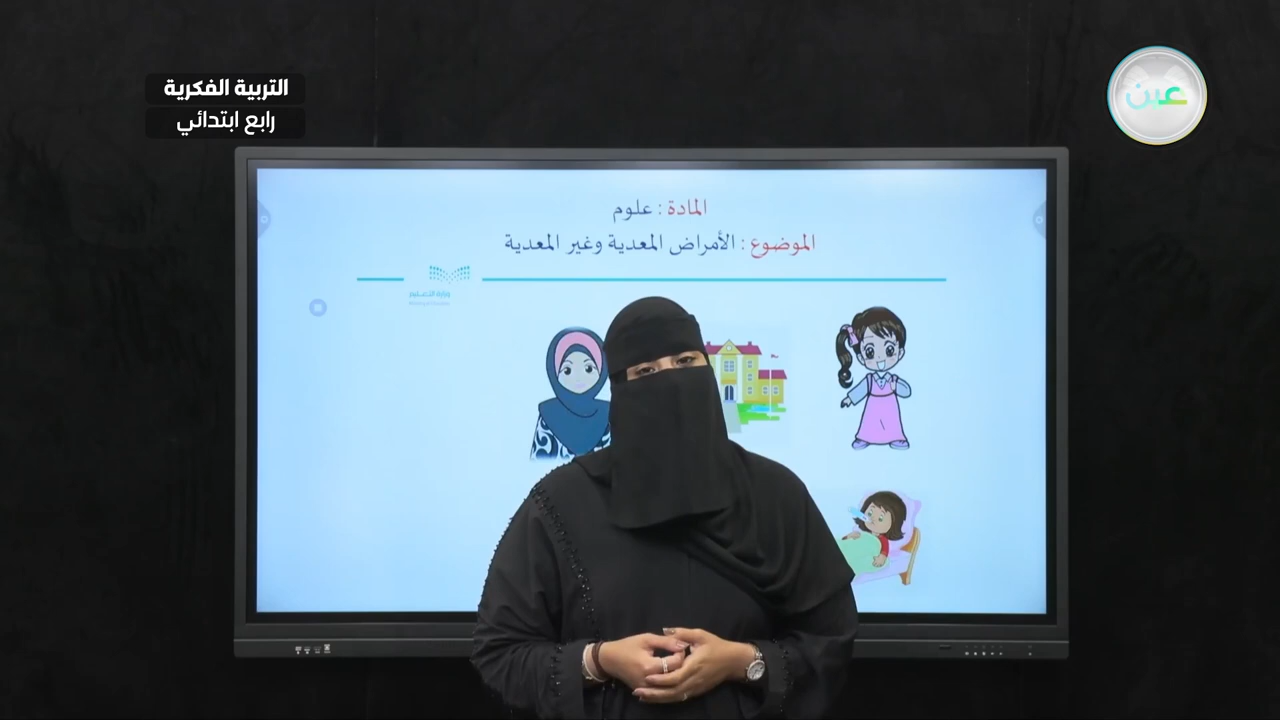 التربية الفكرية
رابع ابتدائي
عين
المادة : علوم
الموضوع : الأمراض المعدية وغير المعدية
وزارة التعليم